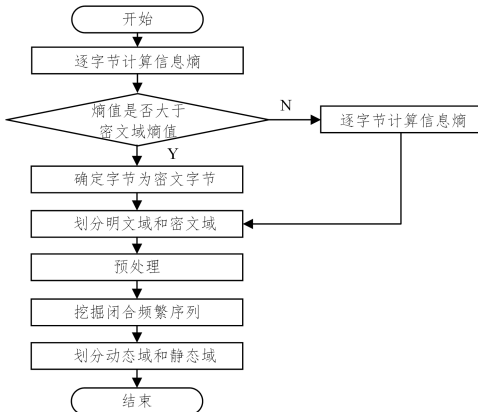 开始
逐字节计算信息熵
熵值是否大于
密文域熵值
N
逐字节计算信息熵
Y
确定字节为密文字节
划分明文域和密文域
预处理
挖掘闭合频繁序列
划分动态域和静态域
结束